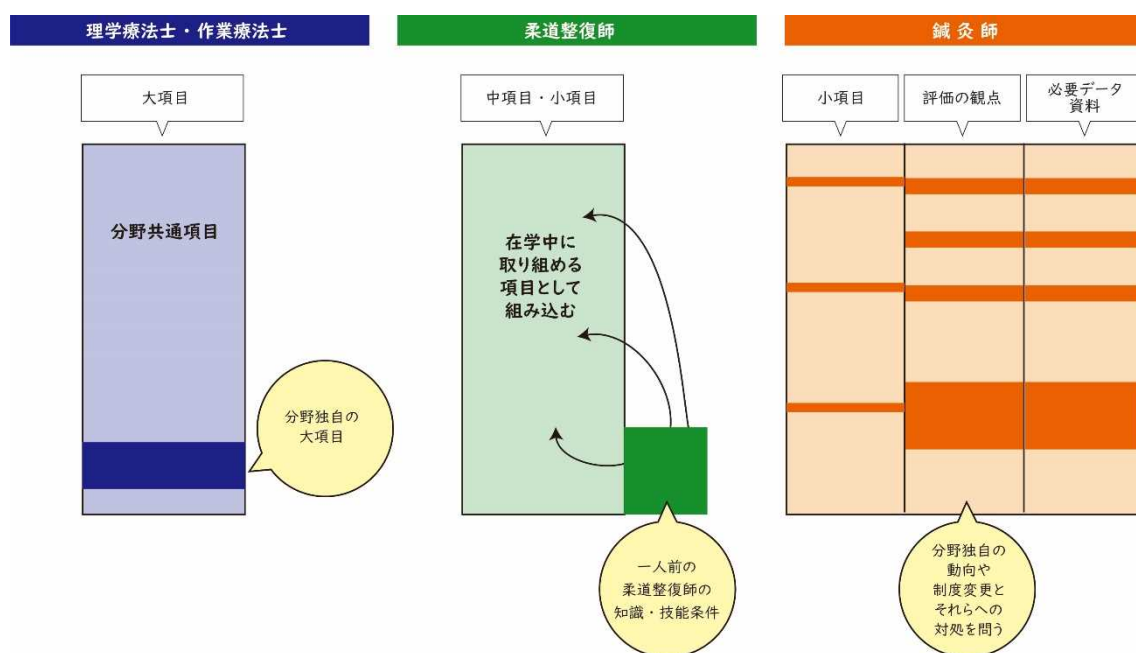 理学療法士・作業療法士
大項目
分野共通項目
分野独自の
大項目
柔道整復師
中項目・小項目
在学中に
取り組める
項目として
組み込む
一人前の
柔道整復師の
知識・技能条件
鍼灸師
小項目
評価の観点
必要データ
資料
分野独自の
動向や
制度変更と
それらへの
対処を問う